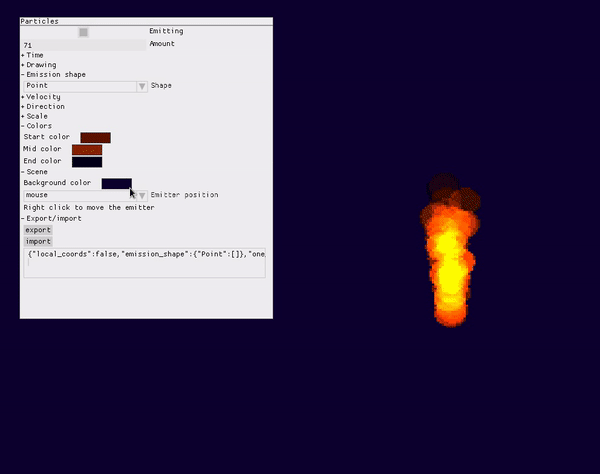 Particles
Emitting
71 Amount
+Time
+Drawing
-Emission shape
Point Shape
+Velocity
+Direction
+Scale
-Colors
Start color
Mid color
End color
-Scene
Background color
mouse Emitter position
Right click to move the emitter
-Export/import
export
import
{"local_coords":false,"emission_shape":{"Point":[]},"one